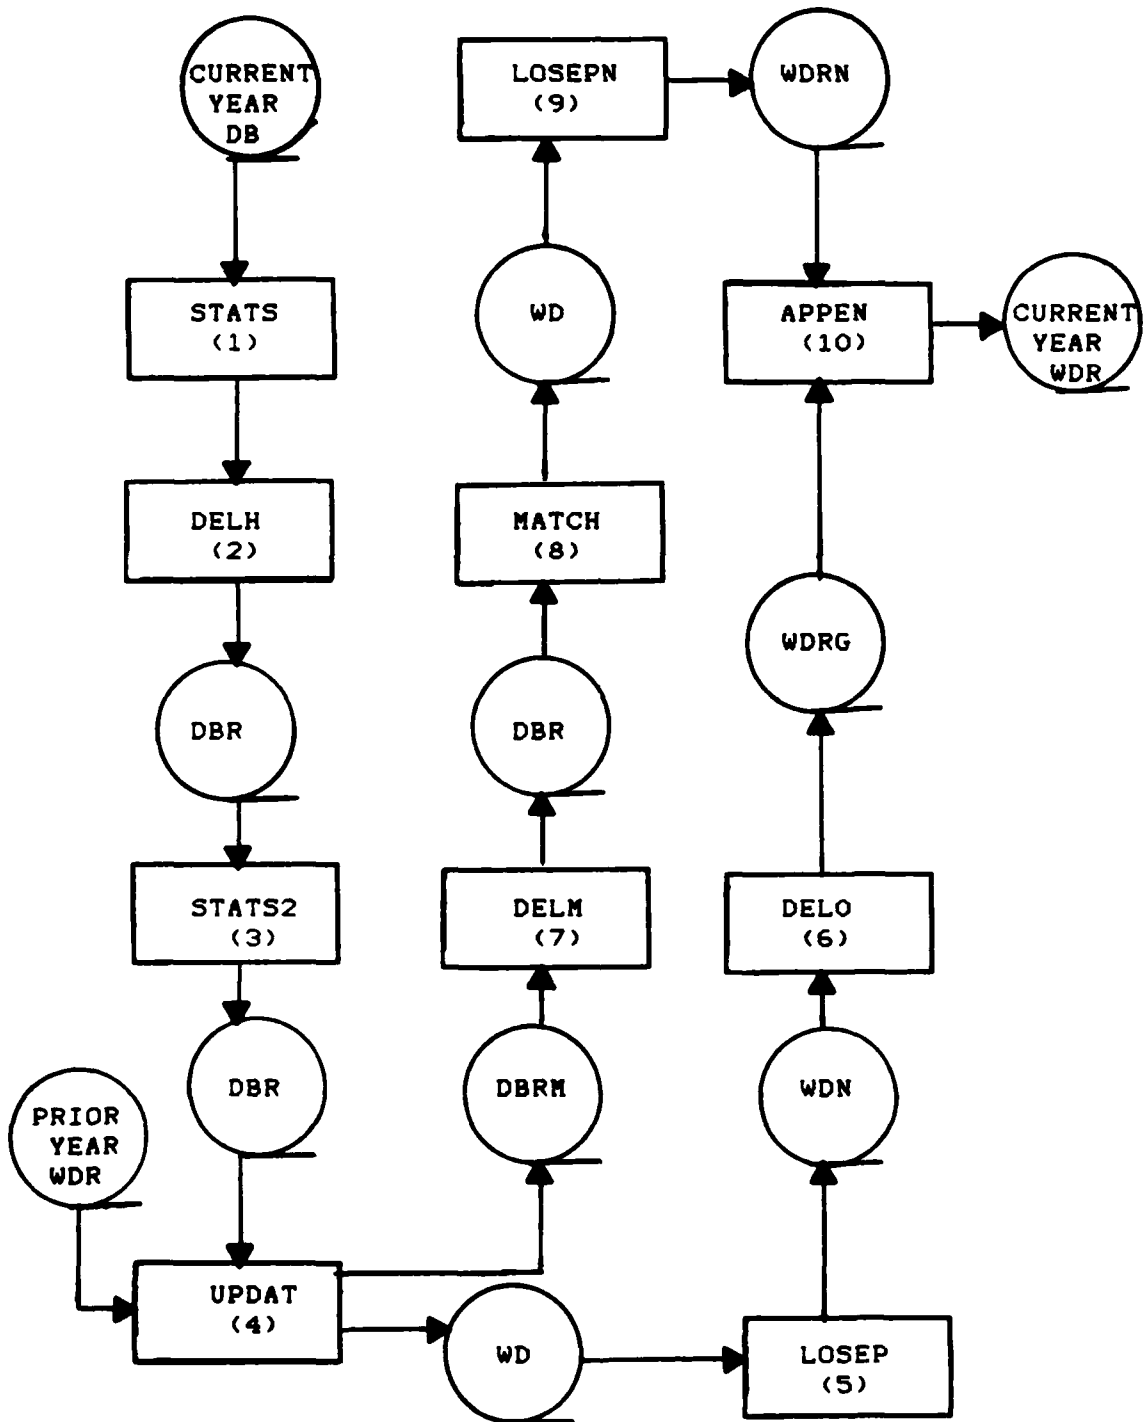 CURRENT
YEAR
DB
STATS
(1)
DELH
(2)
DBR
STATS2
(3)
DBR
PRIOR
YEAR
WDR
UPDAT
(4)
WD
LOSEP
(5)
WDN
DELO
(6)
WDRG
DBRM
DELM
(7)
DBR
MATCH
(8)
WD
LOSEPN
(9)
WDRN
APPEN
(10)
CURRENT
YEAR
WDR